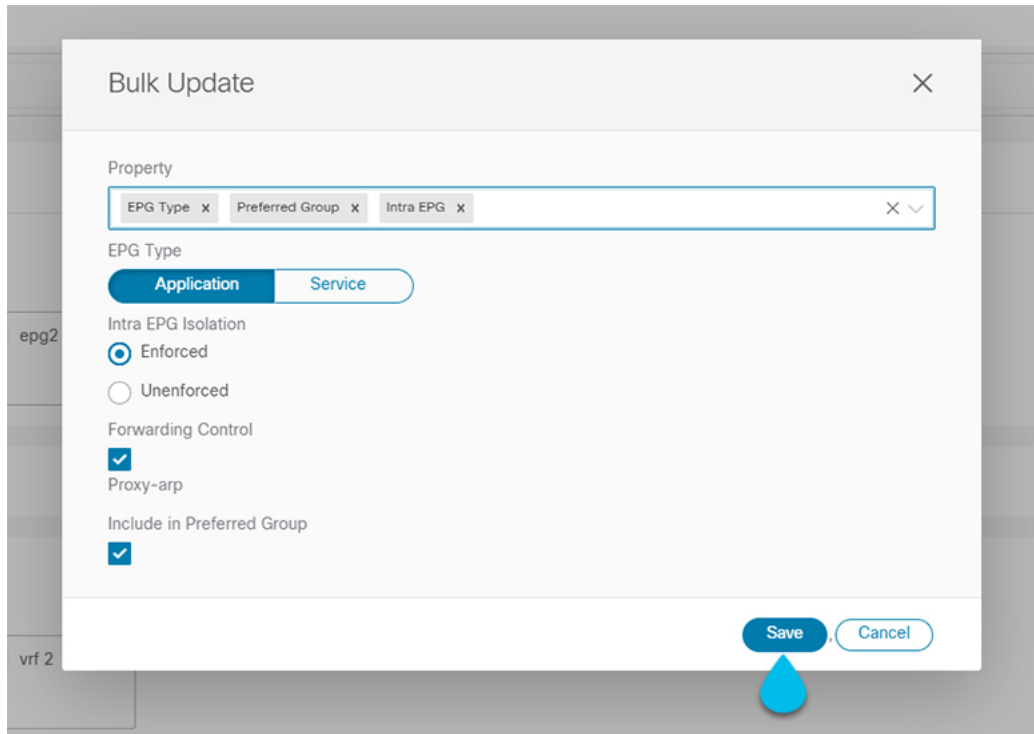 Bulk Update
Property
EPG Type x Preferred Group x Intra EPG x
EPG Type
Application Service
Intra EPG Isolation
epg2
Enforced
Unenforced
Forwarding Control
Proxy-arp
Include in Preferred Group
Save , Cancel
vrf 2